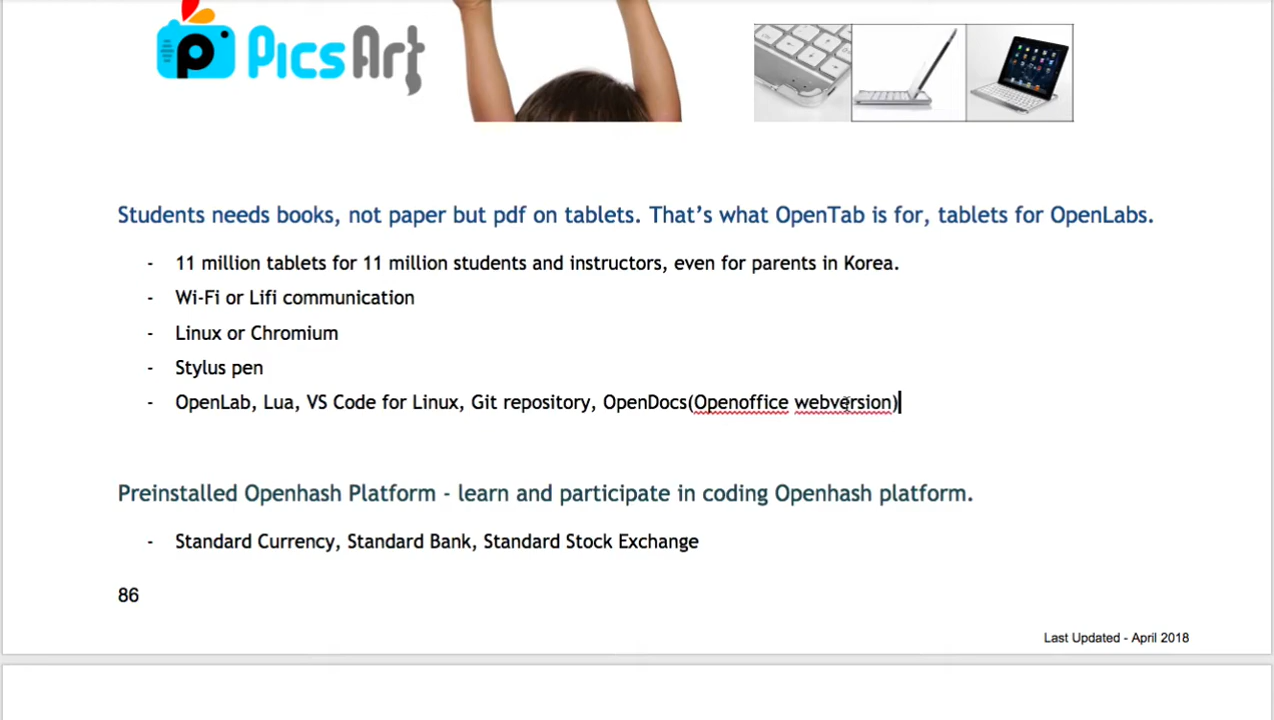 PicsArt
Students needs books, not paper but pdf on tablets. That's what OpenTab is for, tablets for OpenLabs.
- 11 million tablets for 11 million students and instructors, even for parents in Korea.
- Wi-Fi or Lifi communication
- Linux or Chromium
- Stylus pen
- OpenLab, Lua, VS Code for Linux, Git repository, OpenDocs(Openoffice webversion)
Preinstalled Openhash Platform - learn and participate in coding Openhash platform.
- Standard Currency, Standard Bank, Standard Stock Exchange
86
Last Updated - April 2018